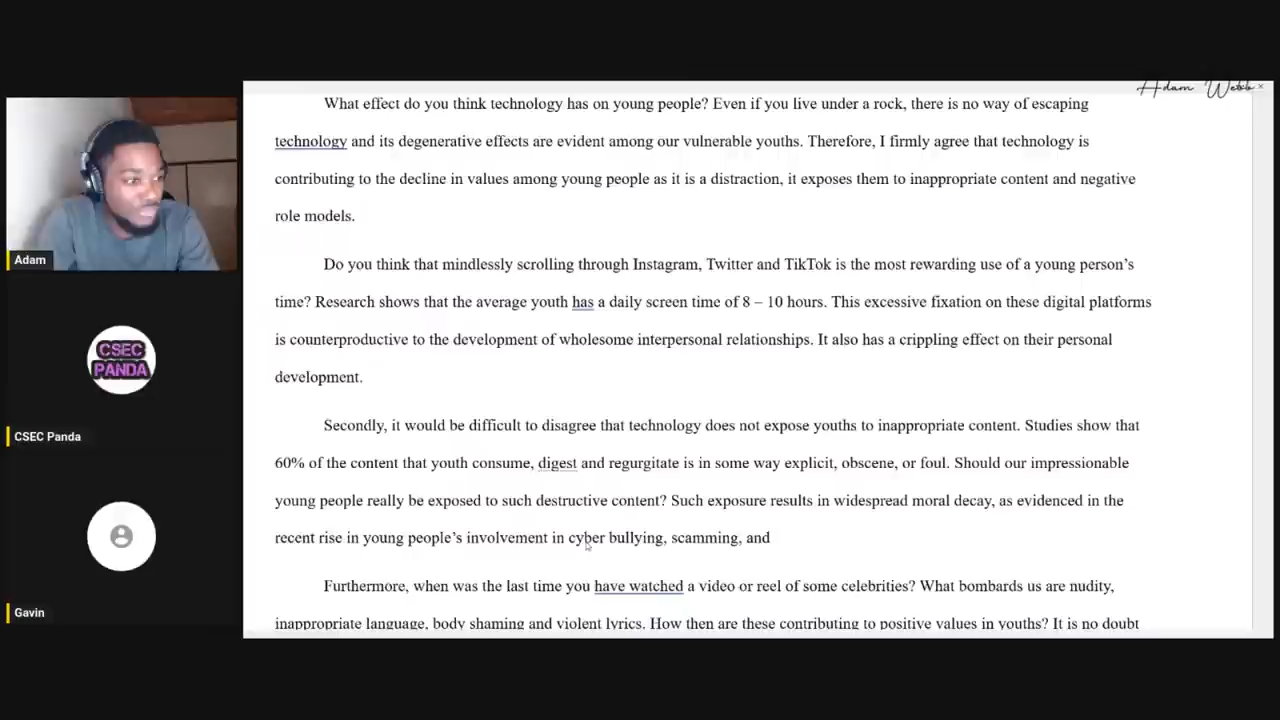 Adam Welch
What effect do you think technology has on young people? Even if you live under a rock, there is no way of escaping
technology and its degenerative effects are evident among our vulnerable youths. Therefore, I firmly agree that technology is
contributing to the decline in values among young people as it is a distraction, it exposes them to inappropriate content and negative
role models.
Do you think that mindlessly scrolling through Instagram, Twitter and TikTok is the most rewarding use of a young person's
time? Research shows that the average youth has a daily screen time of 8 – 10 hours. This excessive fixation on these digital platforms
is counterproductive to the development of wholesome interpersonal relationships. It also has a crippling effect on their personal
development.
Secondly, it would be difficult to disagree that technology does not expose youths to inappropriate content. Studies show that
60% of the content that youth consume, digest and regurgitate is in some way explicit, obscene, or foul. Should our impressionable
young people really be exposed to such destructive content? Such exposure results in widespread moral decay, as evidenced in the
recent rise in young people's involvement in cyber bullying, scamming, and
Furthermore, when was the last time you have watched a video or reel of some celebrities? What bombards us are nudity,
inappropriate language, body shaming and violent lyrics. How then are these contributing to positive values in youths? It is no doubt
Adam
CSEC
PANDA
CSEC Panda
Gavin